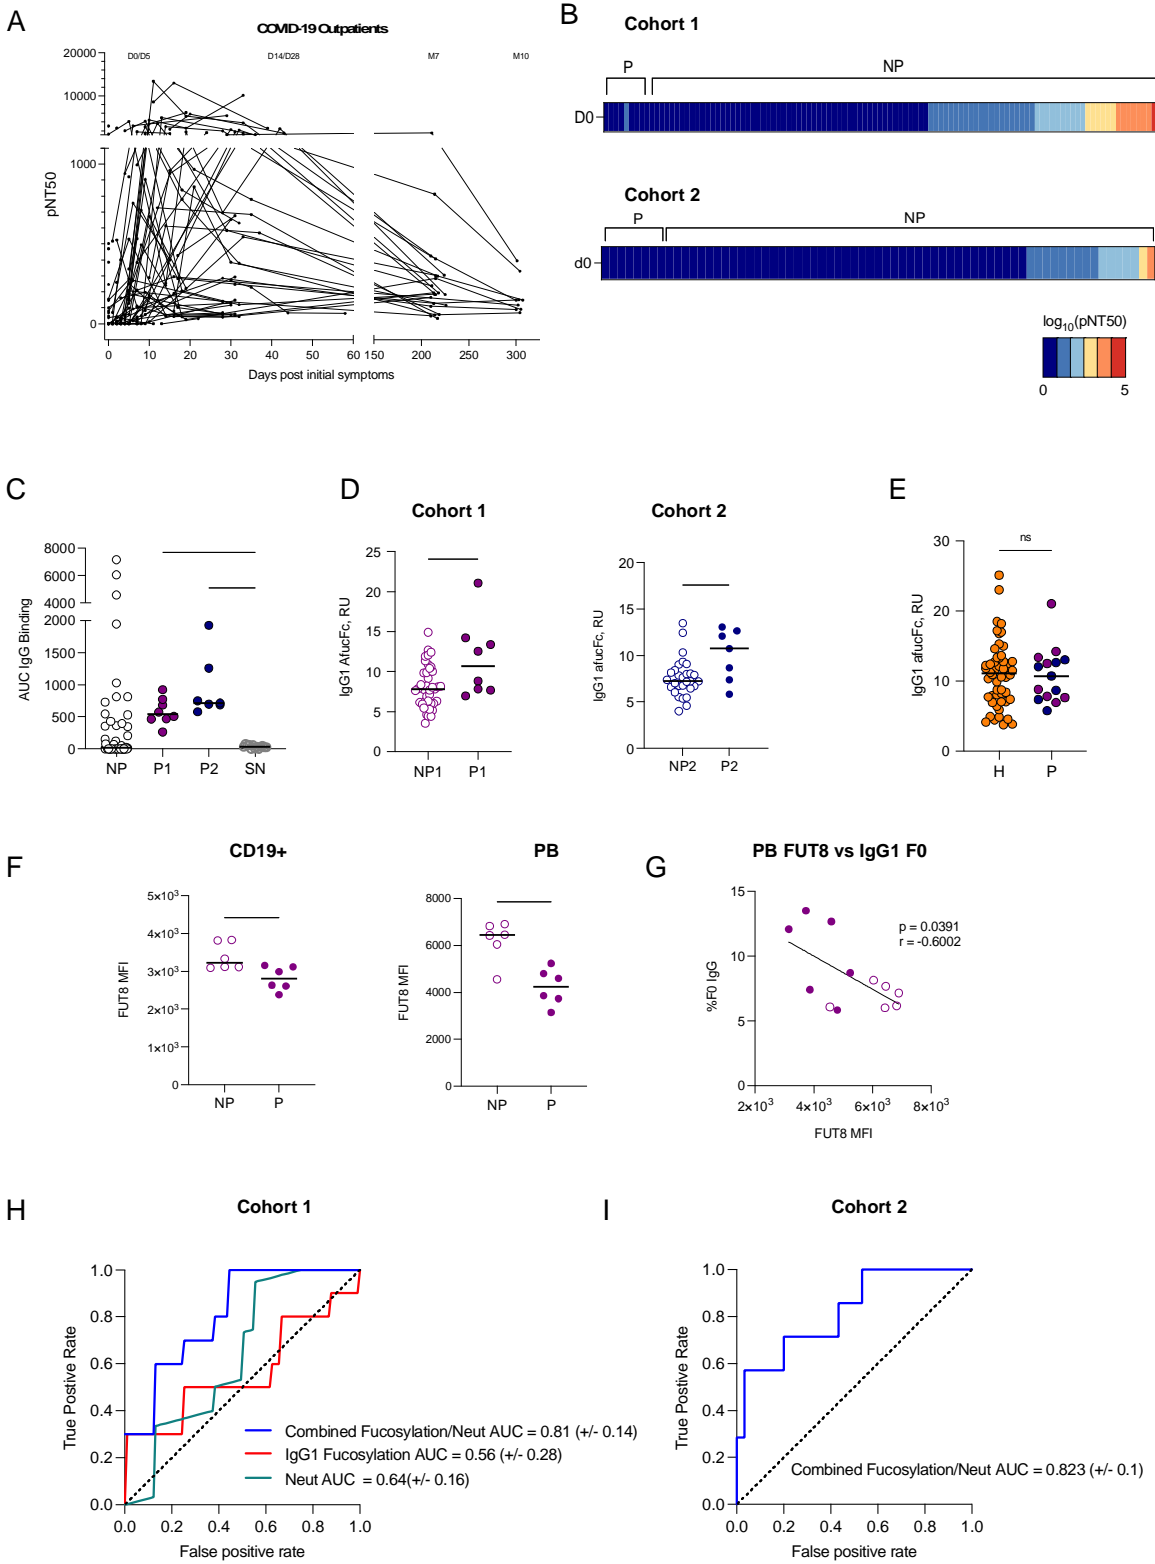 A
COVID-19 Outpatients
D0/D5 D14/D28 M7 M10
20000
10000
1000
0
pNT50
0 10 20 30 40 50 60 150 200 250 300
Days post initial symptoms
B
Cohort 1
P NP
D0
Cohort 2
P NP
d0
log10(pNT50)
0 5
C
AUC IgG Binding
8000
6000
4000
2000
1500
1000
500
0
NP P1 P2 SN
D
Cohort 1
IgG1 AfucFc, RU
25
20
15
10
5
0
NP1 P1
Cohort 2
IgG1 afucFc, RU
20
15
10
5
0
NP2 P2
E
IgG1 afucFc, RU
30
20
10
0
ns
H P
F
CD19+
FUT8 MFI
5×10³
4×10³
3×10³
2×10³
1×10³
0
NP P
PB
FUT8 MFI
8000
6000
4000
2000
0
NP P
G
PB FUT8 vs IgG1 F0
%F0 IgG
15
10
5
0
p = 0.0391
r = -0.6002
2×10³ 4×10³ 6×10³ 8×10³
FUT8 MFI
H
Cohort 1
True Postive Rate
1.0
0.8
0.6
0.4
0.2
0.0
Combined Fucosylation/Neut AUC = 0.81 (+/- 0.14)
IgG1 Fucosylation AUC = 0.56 (+/- 0.28)
Neut AUC = 0.64(+/- 0.16)
0.0 0.2 0.4 0.6 0.8 1.0
False positive rate
I
Cohort 2
True Postive Rate
1.0
0.8
0.6
0.4
0.2
0.0
Combined Fucosylation/Neut AUC = 0.823 (+/- 0.1)
0.0 0.2 0.4 0.6 0.8 1.0
False positive rate